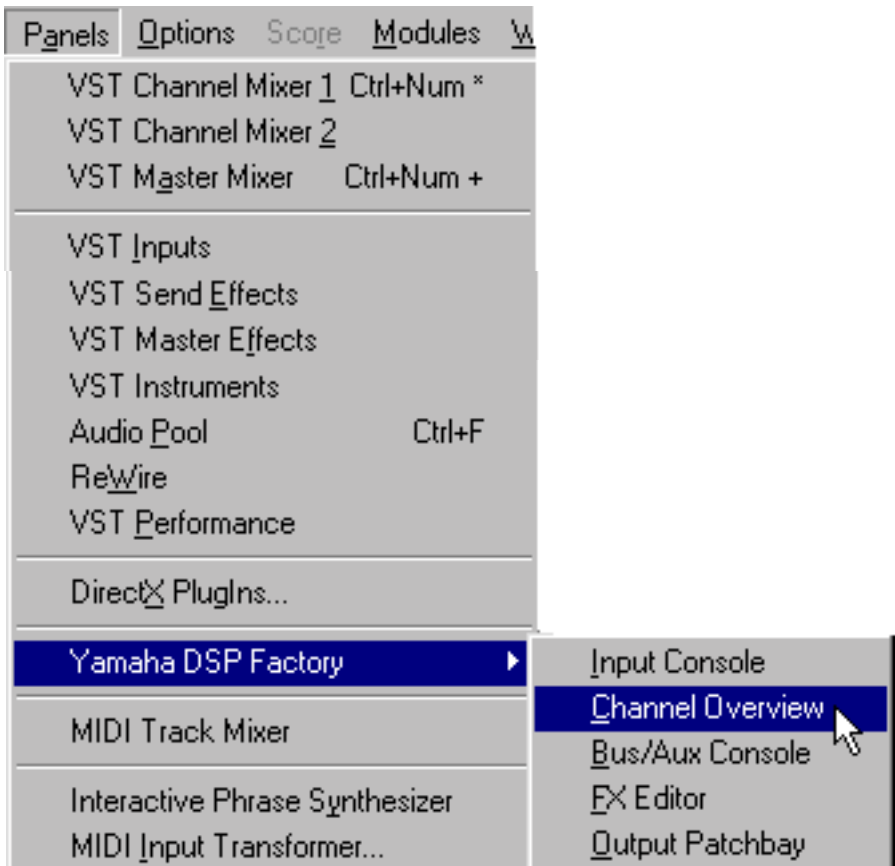 Panels Options Score Modules W
VST Channel Mixer 1 Ctrl+Num *
VST Channel Mixer 2
VST Master Mixer Ctrl+Num +
VST Inputs
VST Send Effects
VST Master Effects
VST Instruments
Audio Pool Ctrl+F
ReWire
VST Performance
DirectX PlugIns...
Yamaha DSP Factory
MIDI Track Mixer
Interactive Phrase Synthesizer
MIDI Input Transformer...
Input Console
Channel Overview
Bus/Aux Console
FX Editor
Output Patchbay